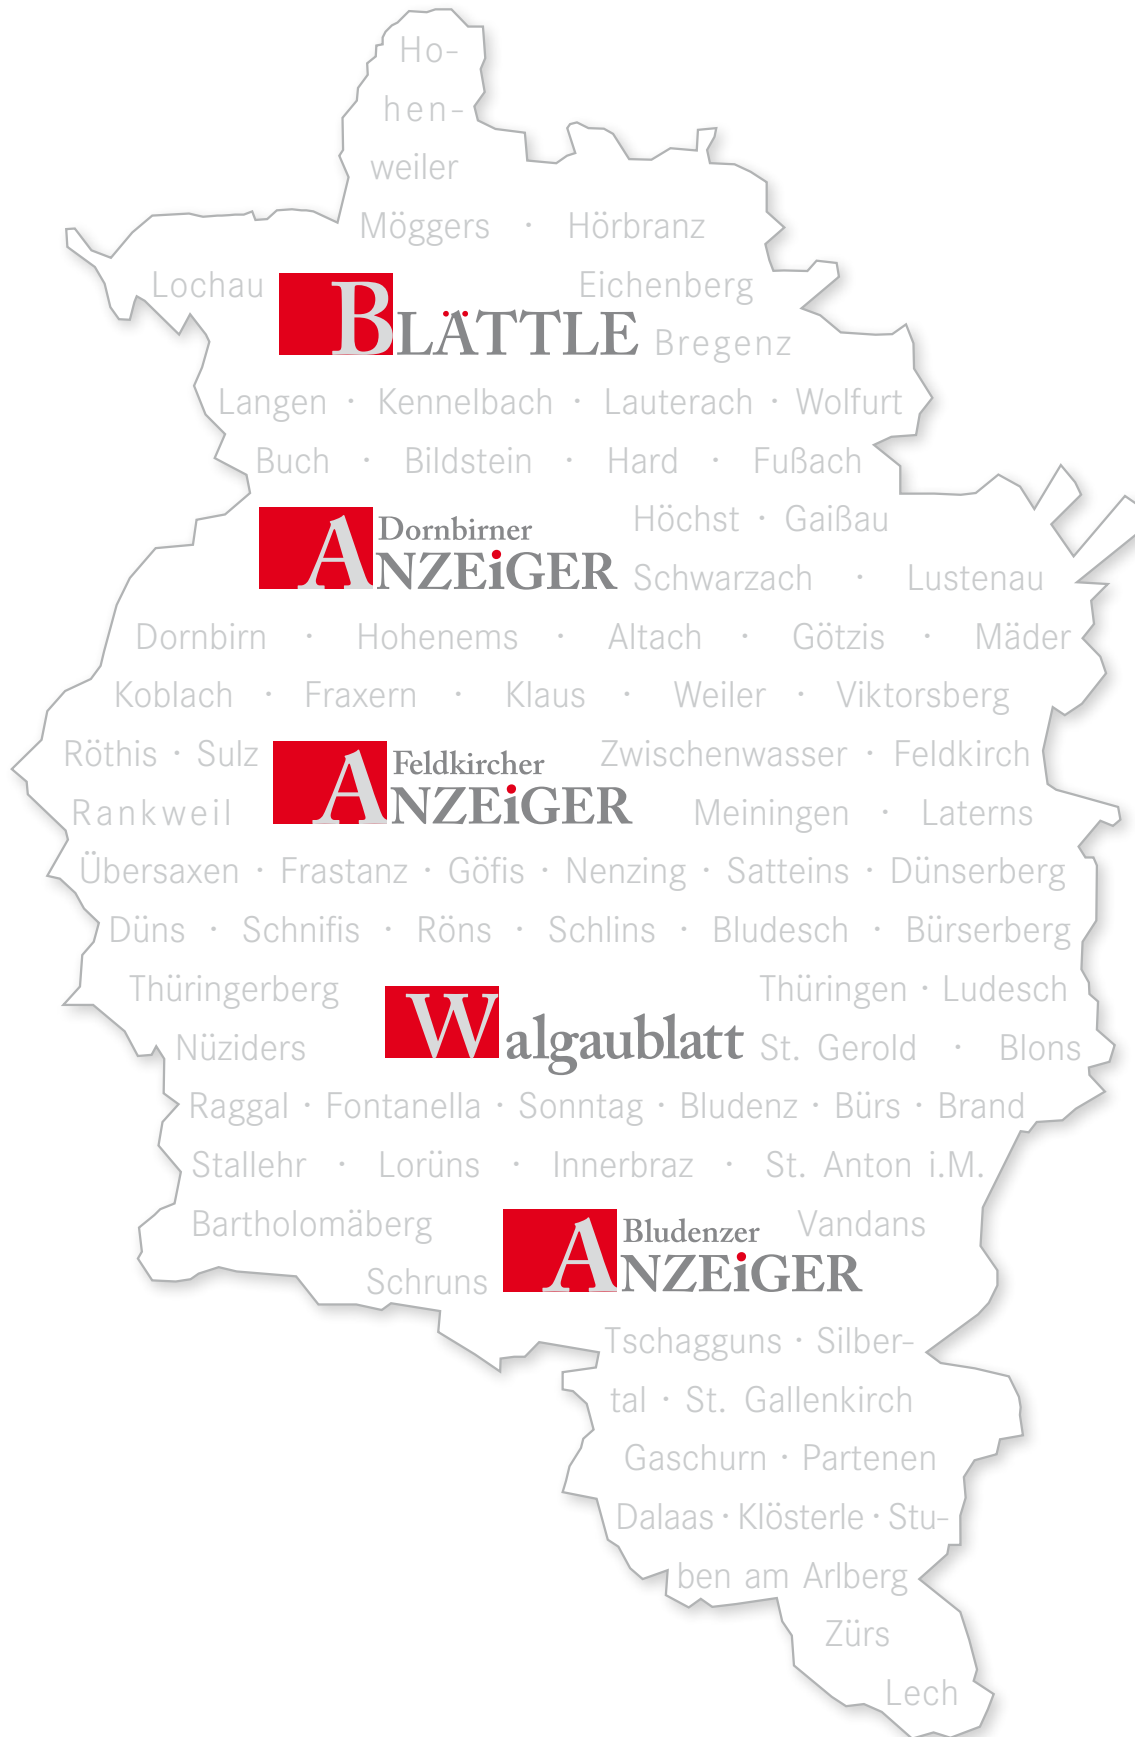 Ho-
hen-
weiler
Möggers · Hörbranz
Lochau
Eichenberg
BLÄTTLE
Bregenz
Langen · Kennelbach · Lauterach · Wolfurt
Buch · Bildstein · Hard · Fußach
Dornbirner
ANZEiGER
Höchst · Gaißau
Schwarzach · Lustenau
Dornbirn · Hohenems · Altach · Götzis · Mäder
Koblach · Fraxern · Klaus · Weiler · Viktorsberg
Röthis · Sulz
Feldkircher
ANZEiGER
Zwischenwasser · Feldkirch
Rankweil
Meiningen · Laterns
Übersaxen · Frastanz · Göfis · Nenzing · Satteins · Dünserberg
Düns · Schnifis · Röns · Schlins · Bludesch · Bürserberg
Thüringerberg
Thüringen · Ludesch
Nüziders
Walgaublatt
St. Gerold · Blons
Raggal · Fontanella · Sonntag · Bludenz · Bürs · Brand
Stallehr · Lorüns · Innerbraz · St. Anton i.M.
Bartholomäberg
Bludenzer
ANZEiGER
Vandans
Schruns
Tschagguns · Silber-
tal · St. Gallenkirch
Gaschurn · Partenen
Dalaas · Klösterle · Stu-
ben am Arlberg
Zürs
Lech